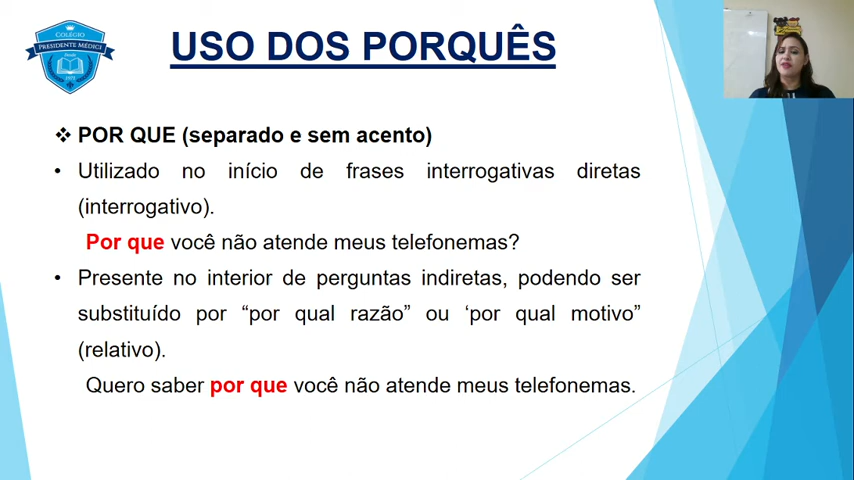 COLÉGIO
PRESIDENTE MÉDICI
USO DOS PORQUÊS
❖ POR QUE (separado e sem acento)
• Utilizado no início de frases interrogativas diretas
(interrogativo).
Por que você não atende meus telefonemas?
• Presente no interior de perguntas indiretas, podendo ser
substituído por “por qual razão” ou ‘por qual motivo”
(relativo).
Quero saber por que você não atende meus telefonemas.